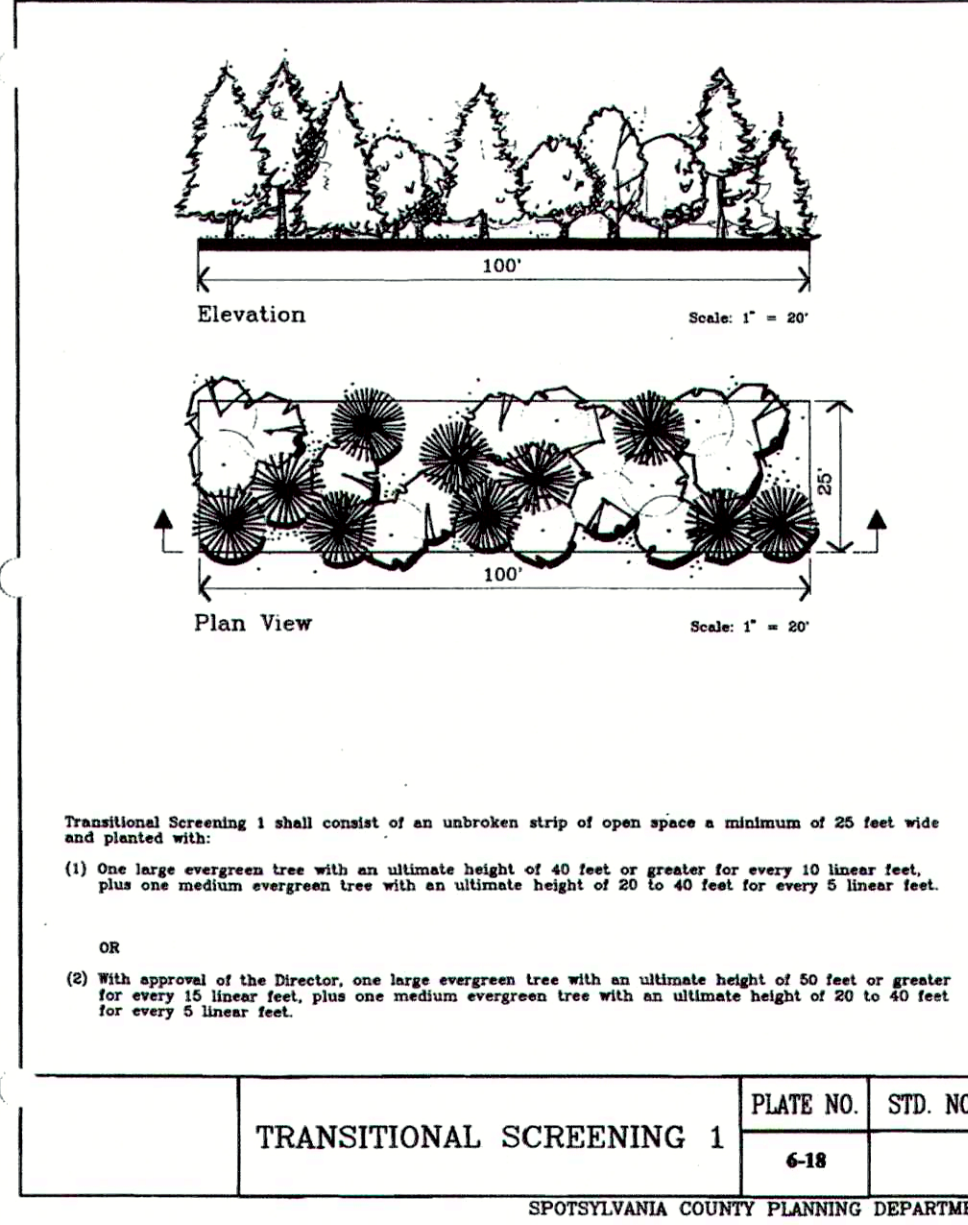 100'
Elevation
Scale: 1" = 20'
25'
100'
Plan View
Scale: 1" = 20'
Transitional Screening 1 shall consist of an unbroken strip of open space a minimum of 25 feet wide
and planted with:
(1) One large evergreen tree with an ultimate height of 40 feet or greater for every 10 linear feet,
plus one medium evergreen tree with an ultimate height of 20 to 40 feet for every 5 linear feet.
OR
(2) With approval of the Director, one large evergreen tree with an ultimate height of 50 feet or greater
for every 15 linear feet, plus one medium evergreen tree with an ultimate height of 20 to 40 feet
for every 5 linear feet.
TRANSITIONAL SCREENING 1
PLATE NO.
6-18
STD. NO
SPOTSYLVANIA COUNTY PLANNING DEPARTME